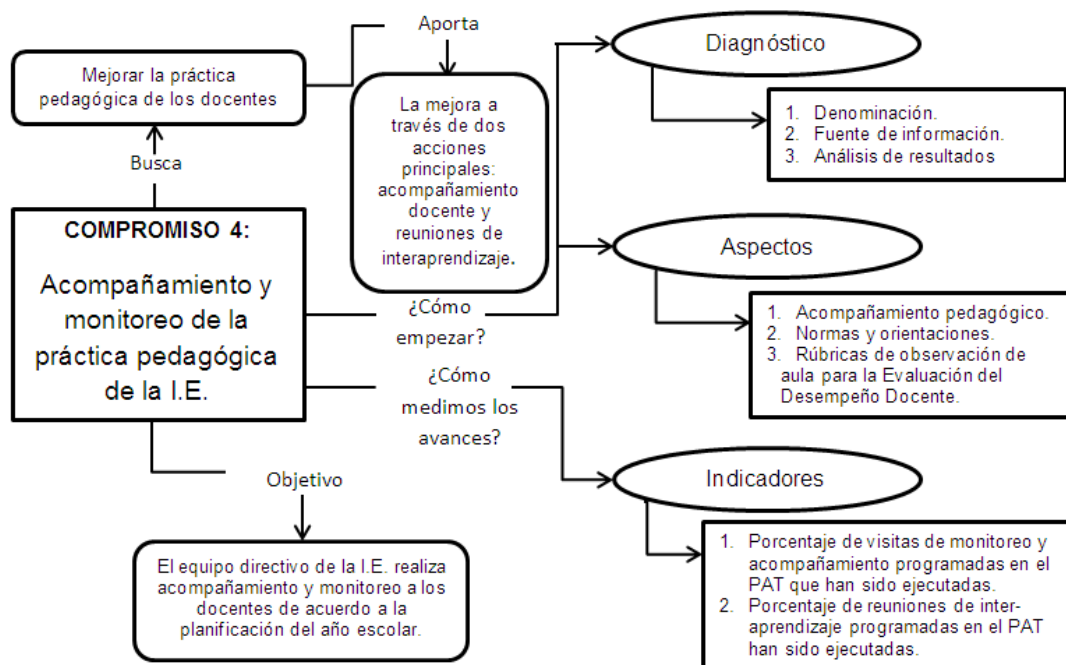 Aporta
Mejorar la práctica
pedagógica de los docentes
Busca
La mejora a
través de dos
acciones
principales:
acompañamiento
docente y
reuniones de
interaprendizaje.
COMPROMISO 4:
Acompañamiento y
monitoreo de la
práctica pedagógica
de la I.E.
¿Cómo
empezar?
¿Cómo
medimos los
avances?
Objetivo
El equipo directivo de la I.E. realiza
acompañamiento y monitoreo a los
docentes de acuerdo a la
planificación del año escolar.
Diagnóstico
1. Denominación.
2. Fuente de información.
3. Análisis de resultados
Aspectos
1. Acompañamiento pedagógico.
2. Normas y orientaciones.
3. Rúbricas de observación de
aula para la Evaluación del
Desempeño Docente.
Indicadores
1. Porcentaje de visitas de monitoreo y
acompañamiento programadas en el
PAT que han sido ejecutadas.
2. Porcentaje de reuniones de inter-
aprendizaje programadas en el PAT
han sido ejecutadas.